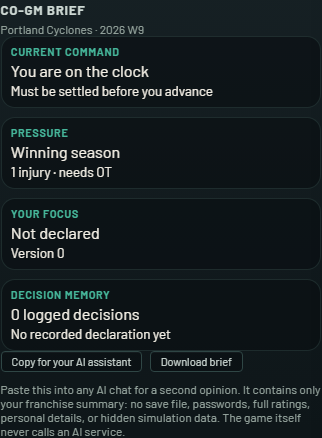 CO-GM BRIEF
Portland Cyclones · 2026 W9
CURRENT COMMAND
You are on the clock
Must be settled before you advance
PRESSURE
Winning season
1 injury · needs OT
YOUR FOCUS
Not declared
Version 0
DECISION MEMORY
0 logged decisions
No recorded declaration yet
Copy for your AI assistant
Download brief
Paste this into any AI chat for a second opinion. It contains only
your franchise summary: no save file, passwords, full ratings,
personal details, or hidden simulation data. The game itself
never calls an AI service.